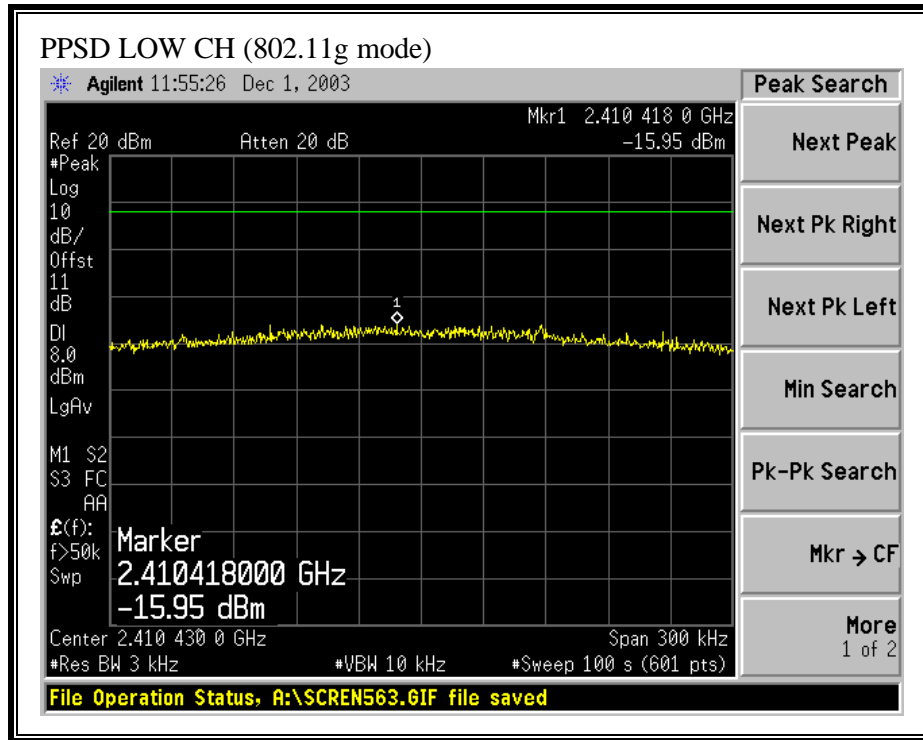 PPSD LOW CH (802.11g mode)
Agilent 11:55:26 Dec 1, 2003
Peak Search
Mkr1 2.410 418 0 GHz
Ref 20 dBm Atten 20 dB -15.95 dBm
#Peak
Log
10
dB/
Offst
11
dB
DI
8.0
dBm
LgAv
M1 S2
S3 FC
AA
£(f):
f>50k
Swp
1
Marker
2.410418000 GHz
-15.95 dBm
Center 2.410 430 0 GHz Span 300 kHz
#Res BW 3 kHz #VBW 10 kHz #Sweep 100 s (601 pts)
Next Peak
Next Pk Right
Next Pk Left
Min Search
Pk-Pk Search
Mkr → CF
More
1 of 2
File Operation Status, A:\SCREN563.GIF file saved